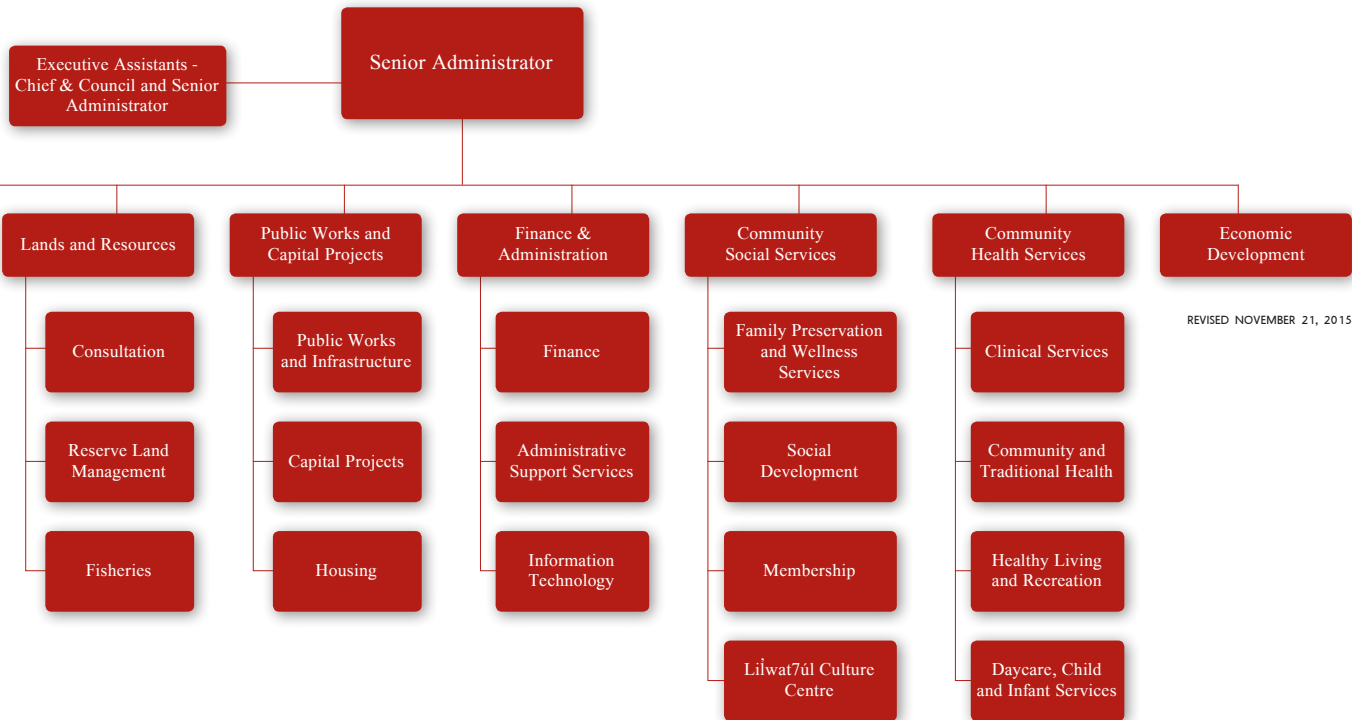 Executive Assistants -
Chief & Council and Senior
Administrator
Senior Administrator
Lands and Resources
Public Works and
Capital Projects
Finance &
Administration
Community
Social Services
Community
Health Services
Economic
Development
Consultation
Public Works
and Infrastructure
Finance
Family Preservation
and Wellness
Services
Clinical Services
REVISED NOVEMBER 21, 2015
Reserve Land
Management
Capital Projects
Administrative
Support Services
Social
Development
Community and
Traditional Health
Fisheries
Housing
Information
Technology
Membership
Healthy Living
and Recreation
Lil̓wat7úl Culture
Centre
Daycare, Child
and Infant Services